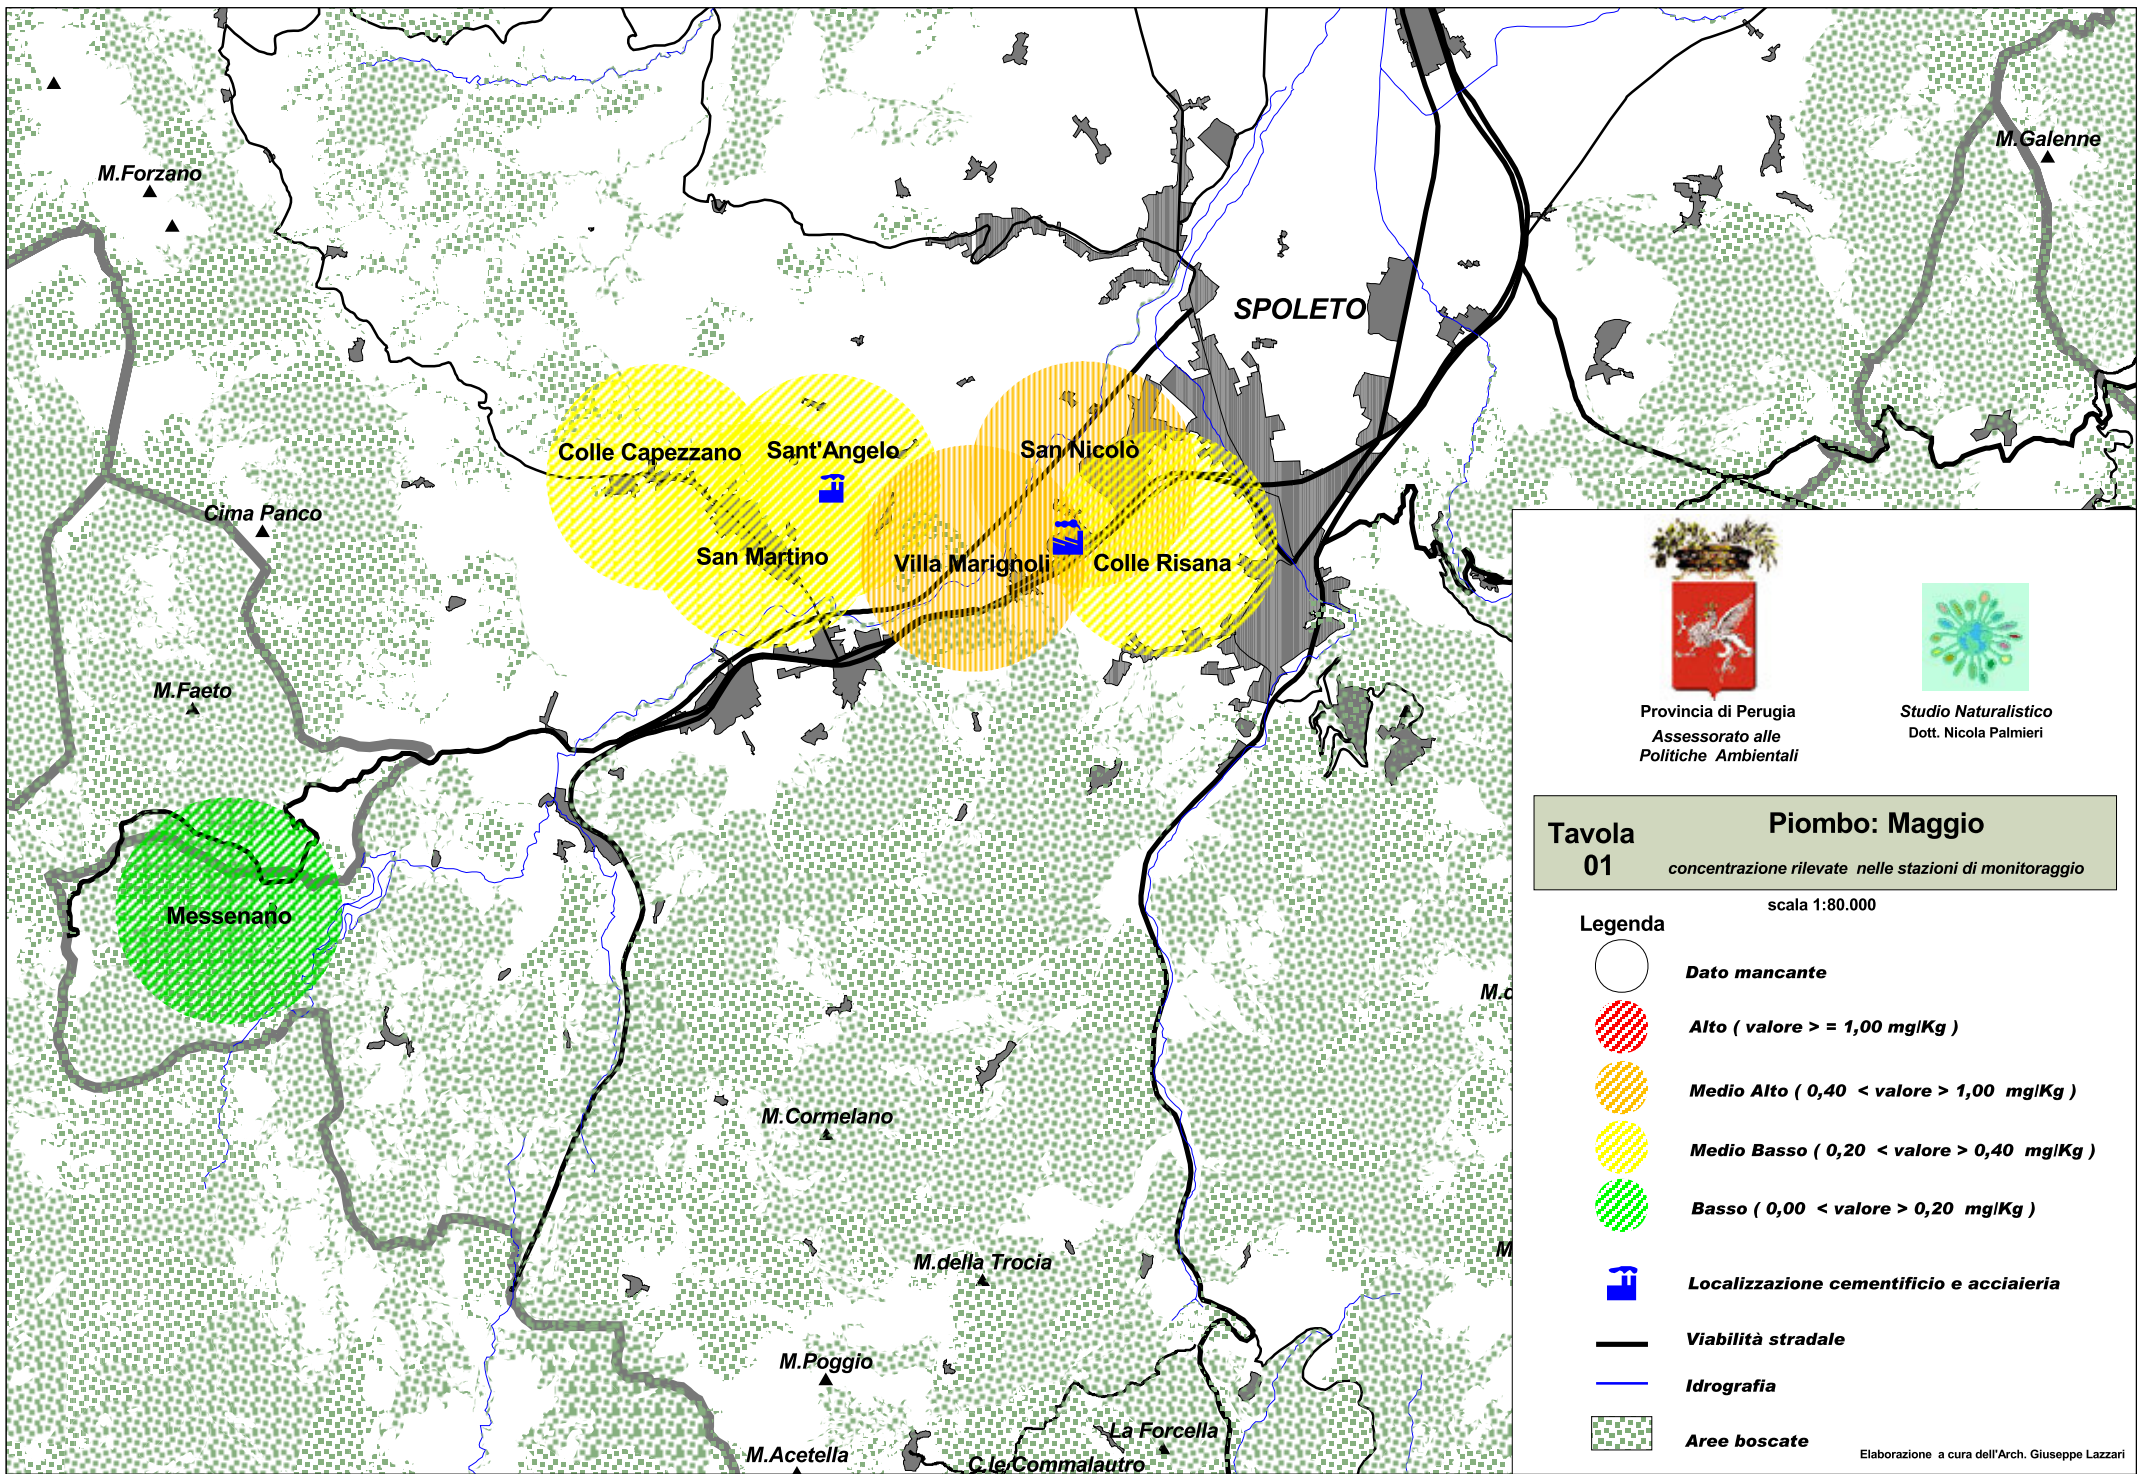 M.Forzano
M.Galenne
SPOLETO
Colle Capezzano
Sant'Angelo
San Nicolò
Cima Panco
San Martino
Villa Marignoli
Colle Risana
M.Faeto
Messenano
M.Cormelano
M.della Trocia
M.Poggio
M.Acetella
La Forcella
C.le Commalautro
M.d
M
Provincia di Perugia
Assessorato alle
Politiche Ambientali
Studio Naturalistico
Dott. Nicola Palmieri
Tavola
01
Piombo: Maggio
concentrazione rilevate nelle stazioni di monitoraggio
scala 1:80.000
Legenda
Dato mancante
Alto ( valore > = 1,00 mg/Kg )
Medio Alto ( 0,40 < valore > 1,00 mg/Kg )
Medio Basso ( 0,20 < valore > 0,40 mg/Kg )
Basso ( 0,00 < valore > 0,20 mg/Kg )
Localizzazione cementificio e acciaieria
Viabilità stradale
Idrografia
Aree boscate
Elaborazione a cura dell'Arch. Giuseppe Lazzari